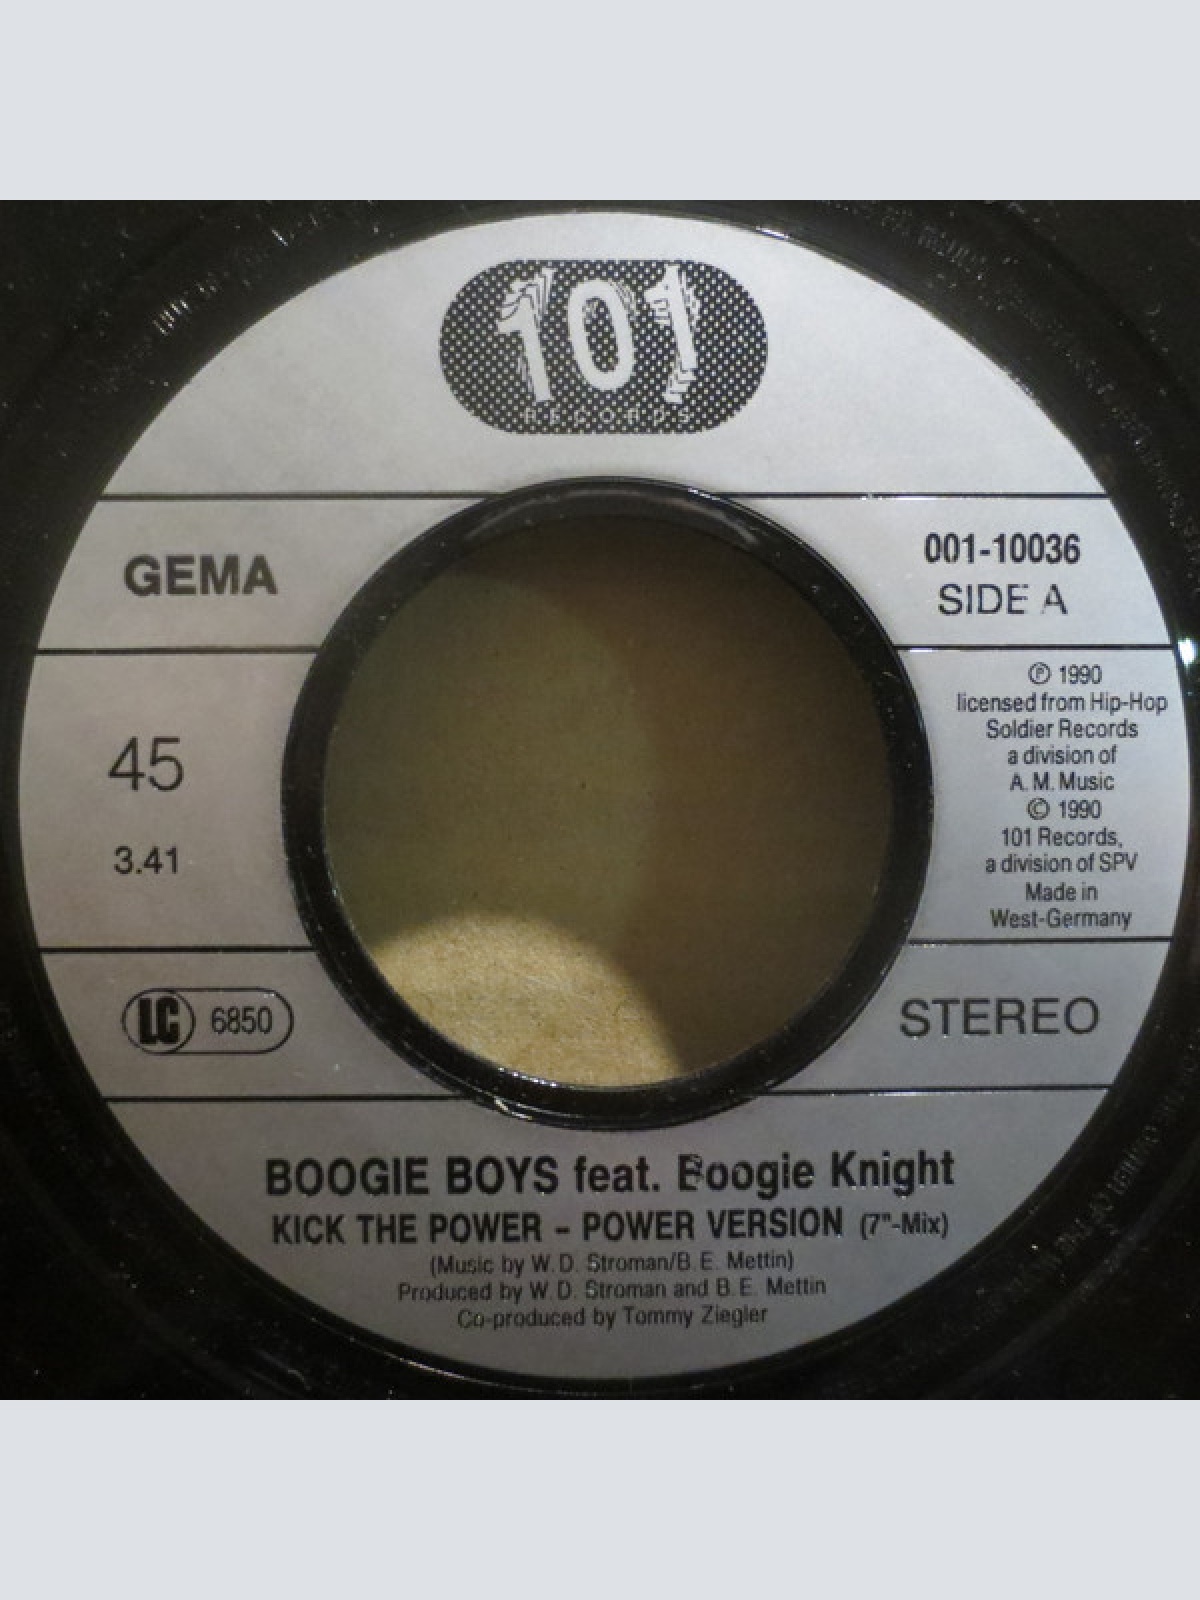 101
RECORDS
GEMA
001-10036
SIDE A
45
3.41
℗ 1990
licensed from Hip-Hop
Soldier Records
a division of
A. M. Music
© 1990
101 Records,
a division of SPV
Made in
West-Germany
LC 6850
STEREO
BOOGIE BOYS feat. Boogie Knight
KICK THE POWER – POWER VERSION (7"-Mix)
(Music by W. D. Stroman/B. E. Mettin)
Produced by W. D. Stroman and B. E. Mettin
Co-produced by Tommy Ziegler